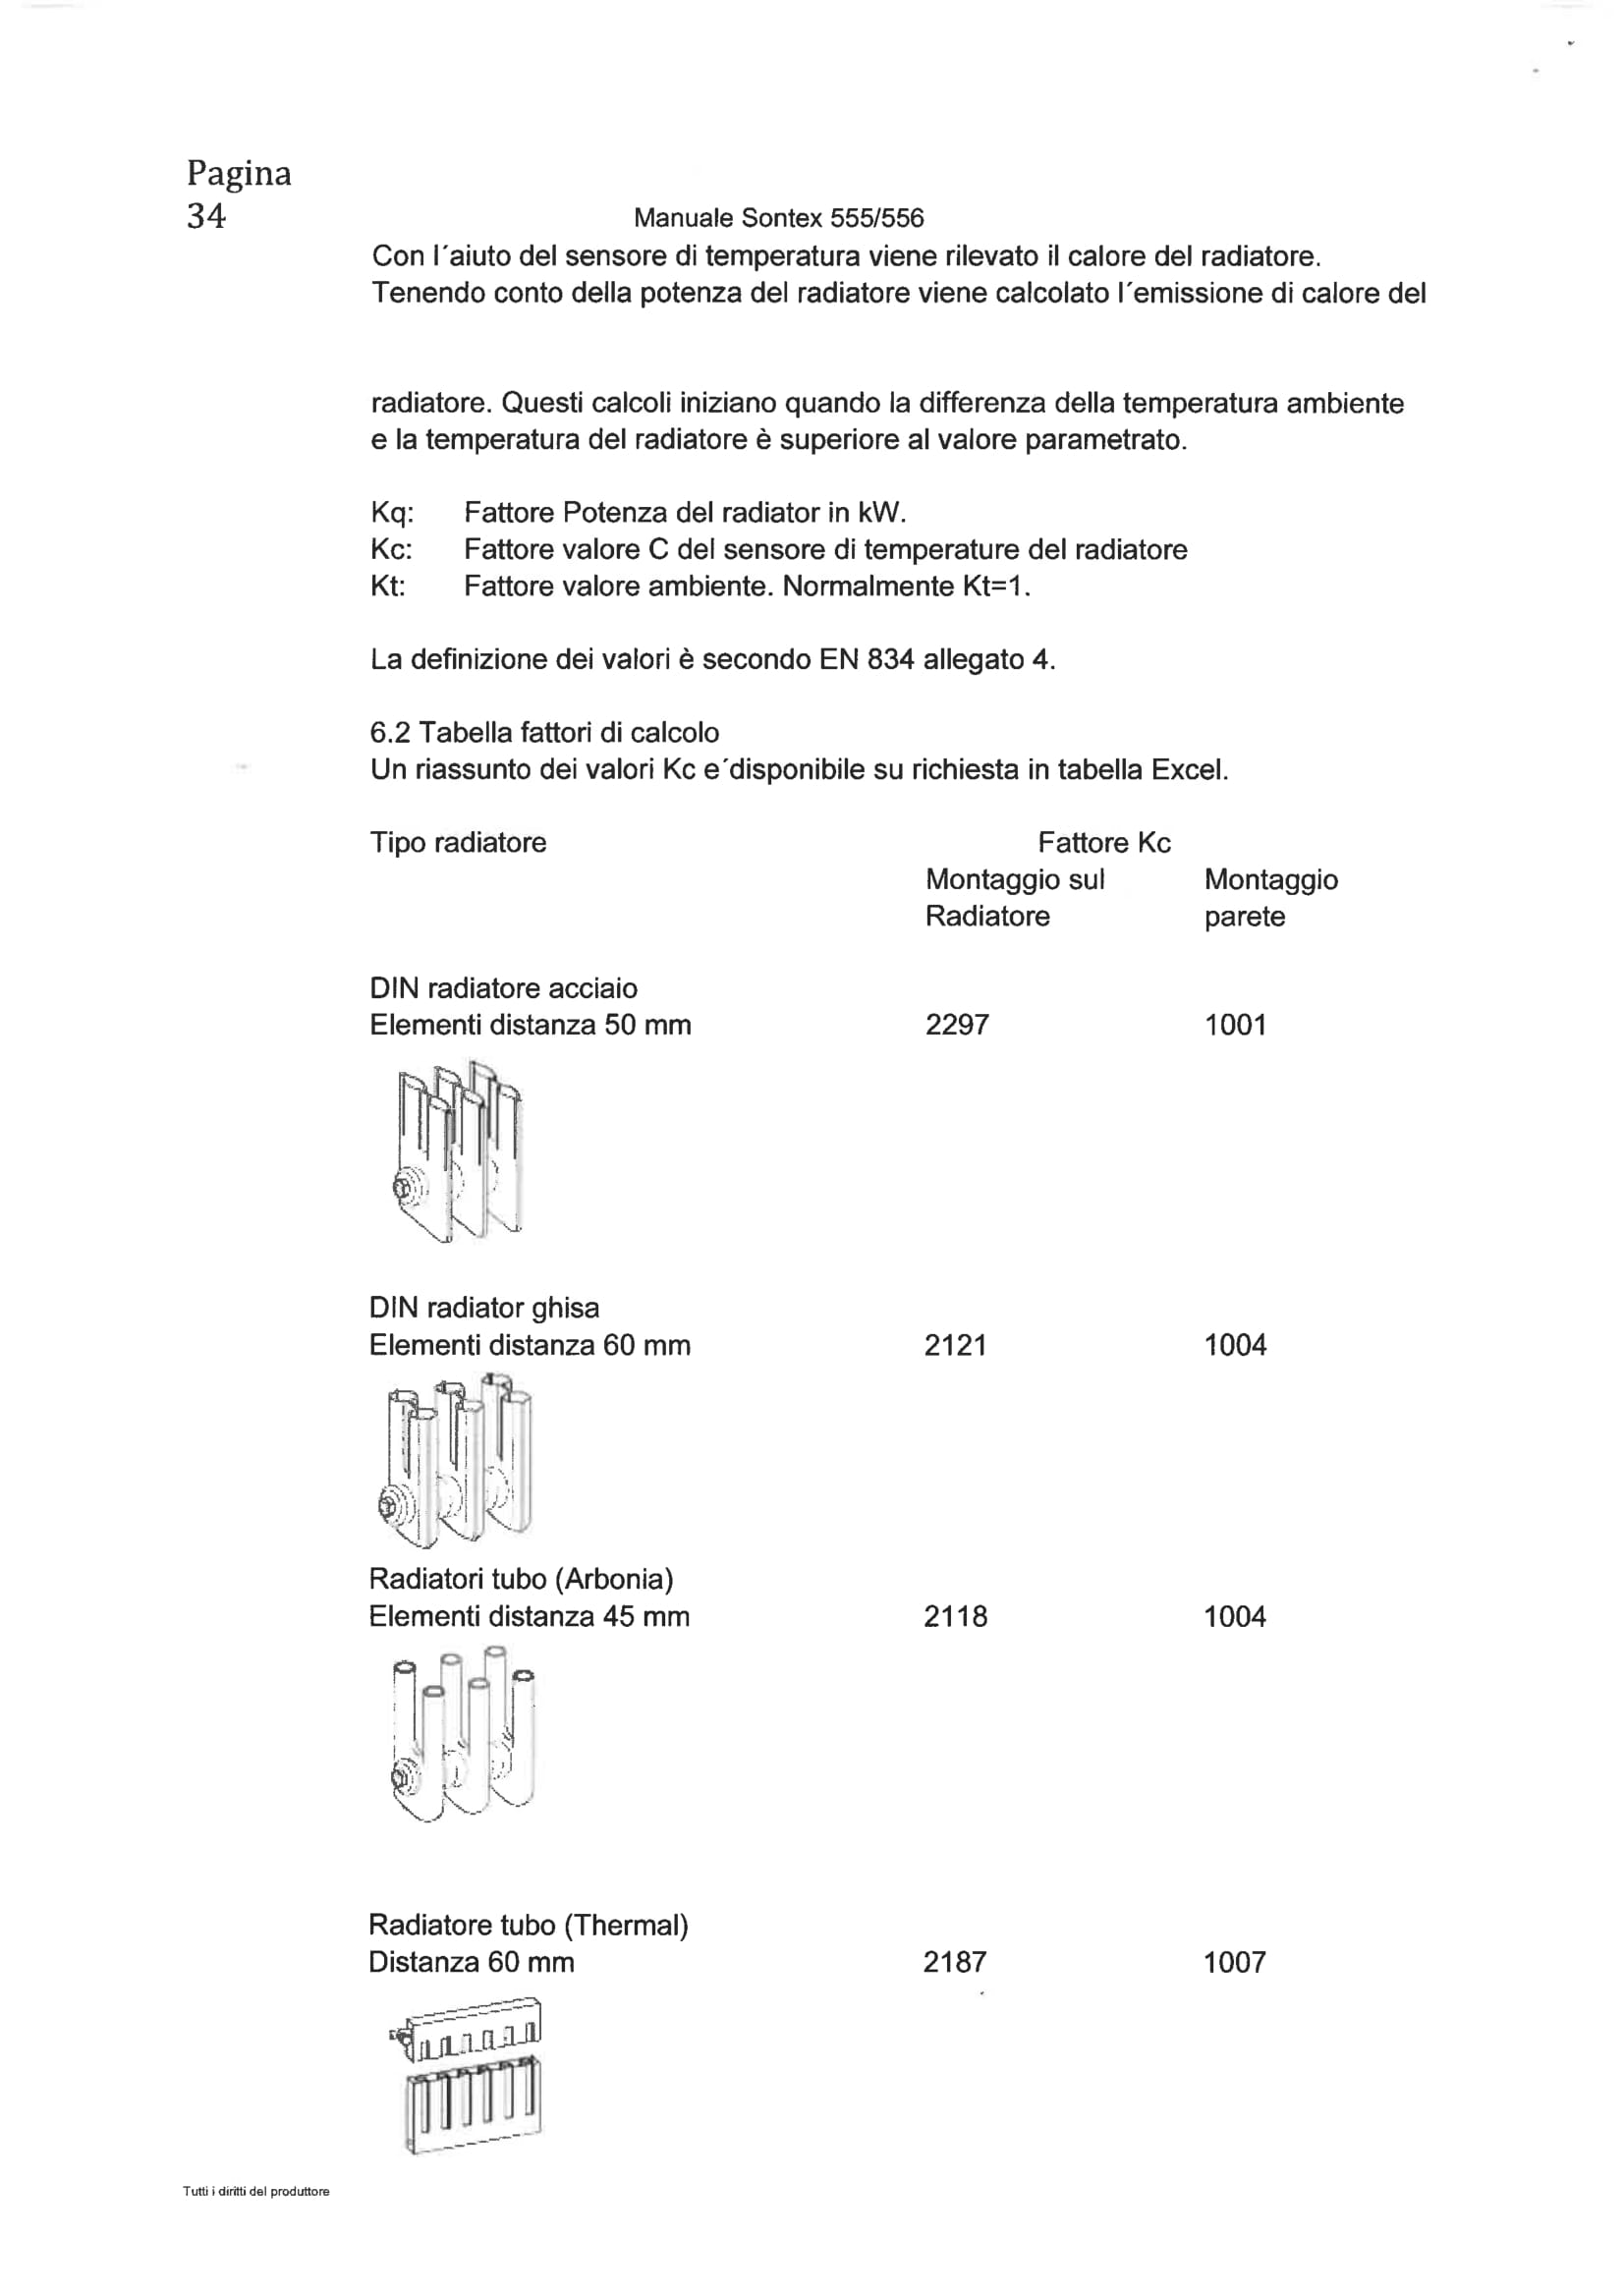 Pagina
34
Manuale Sontex 555/556
Con l´aiuto del sensore di temperatura viene rilevato il calore del radiatore.
Tenendo conto della potenza del radiatore viene calcolato l´emissione di calore del
radiatore. Questi calcoli iniziano quando la differenza della temperatura ambiente
e la temperatura del radiatore è superiore al valore parametrato.
Kq: Fattore Potenza del radiator in kW.
Kc: Fattore valore C del sensore di temperature del radiatore
Kt: Fattore valore ambiente. Normalmente Kt=1.
La definizione dei valori è secondo EN 834 allegato 4.
6.2 Tabella fattori di calcolo
Un riassunto dei valori Kc e´disponibile su richiesta in tabella Excel.
Tipo radiatore Fattore Kc
Montaggio sul Montaggio
Radiatore parete
DIN radiatore acciaio
Elementi distanza 50 mm 2297 1001
DIN radiator ghisa
Elementi distanza 60 mm 2121 1004
Radiatori tubo (Arbonia)
Elementi distanza 45 mm 2118 1004
Radiatore tubo (Thermal)
Distanza 60 mm 2187 1007
Tutti i diritti del produttore